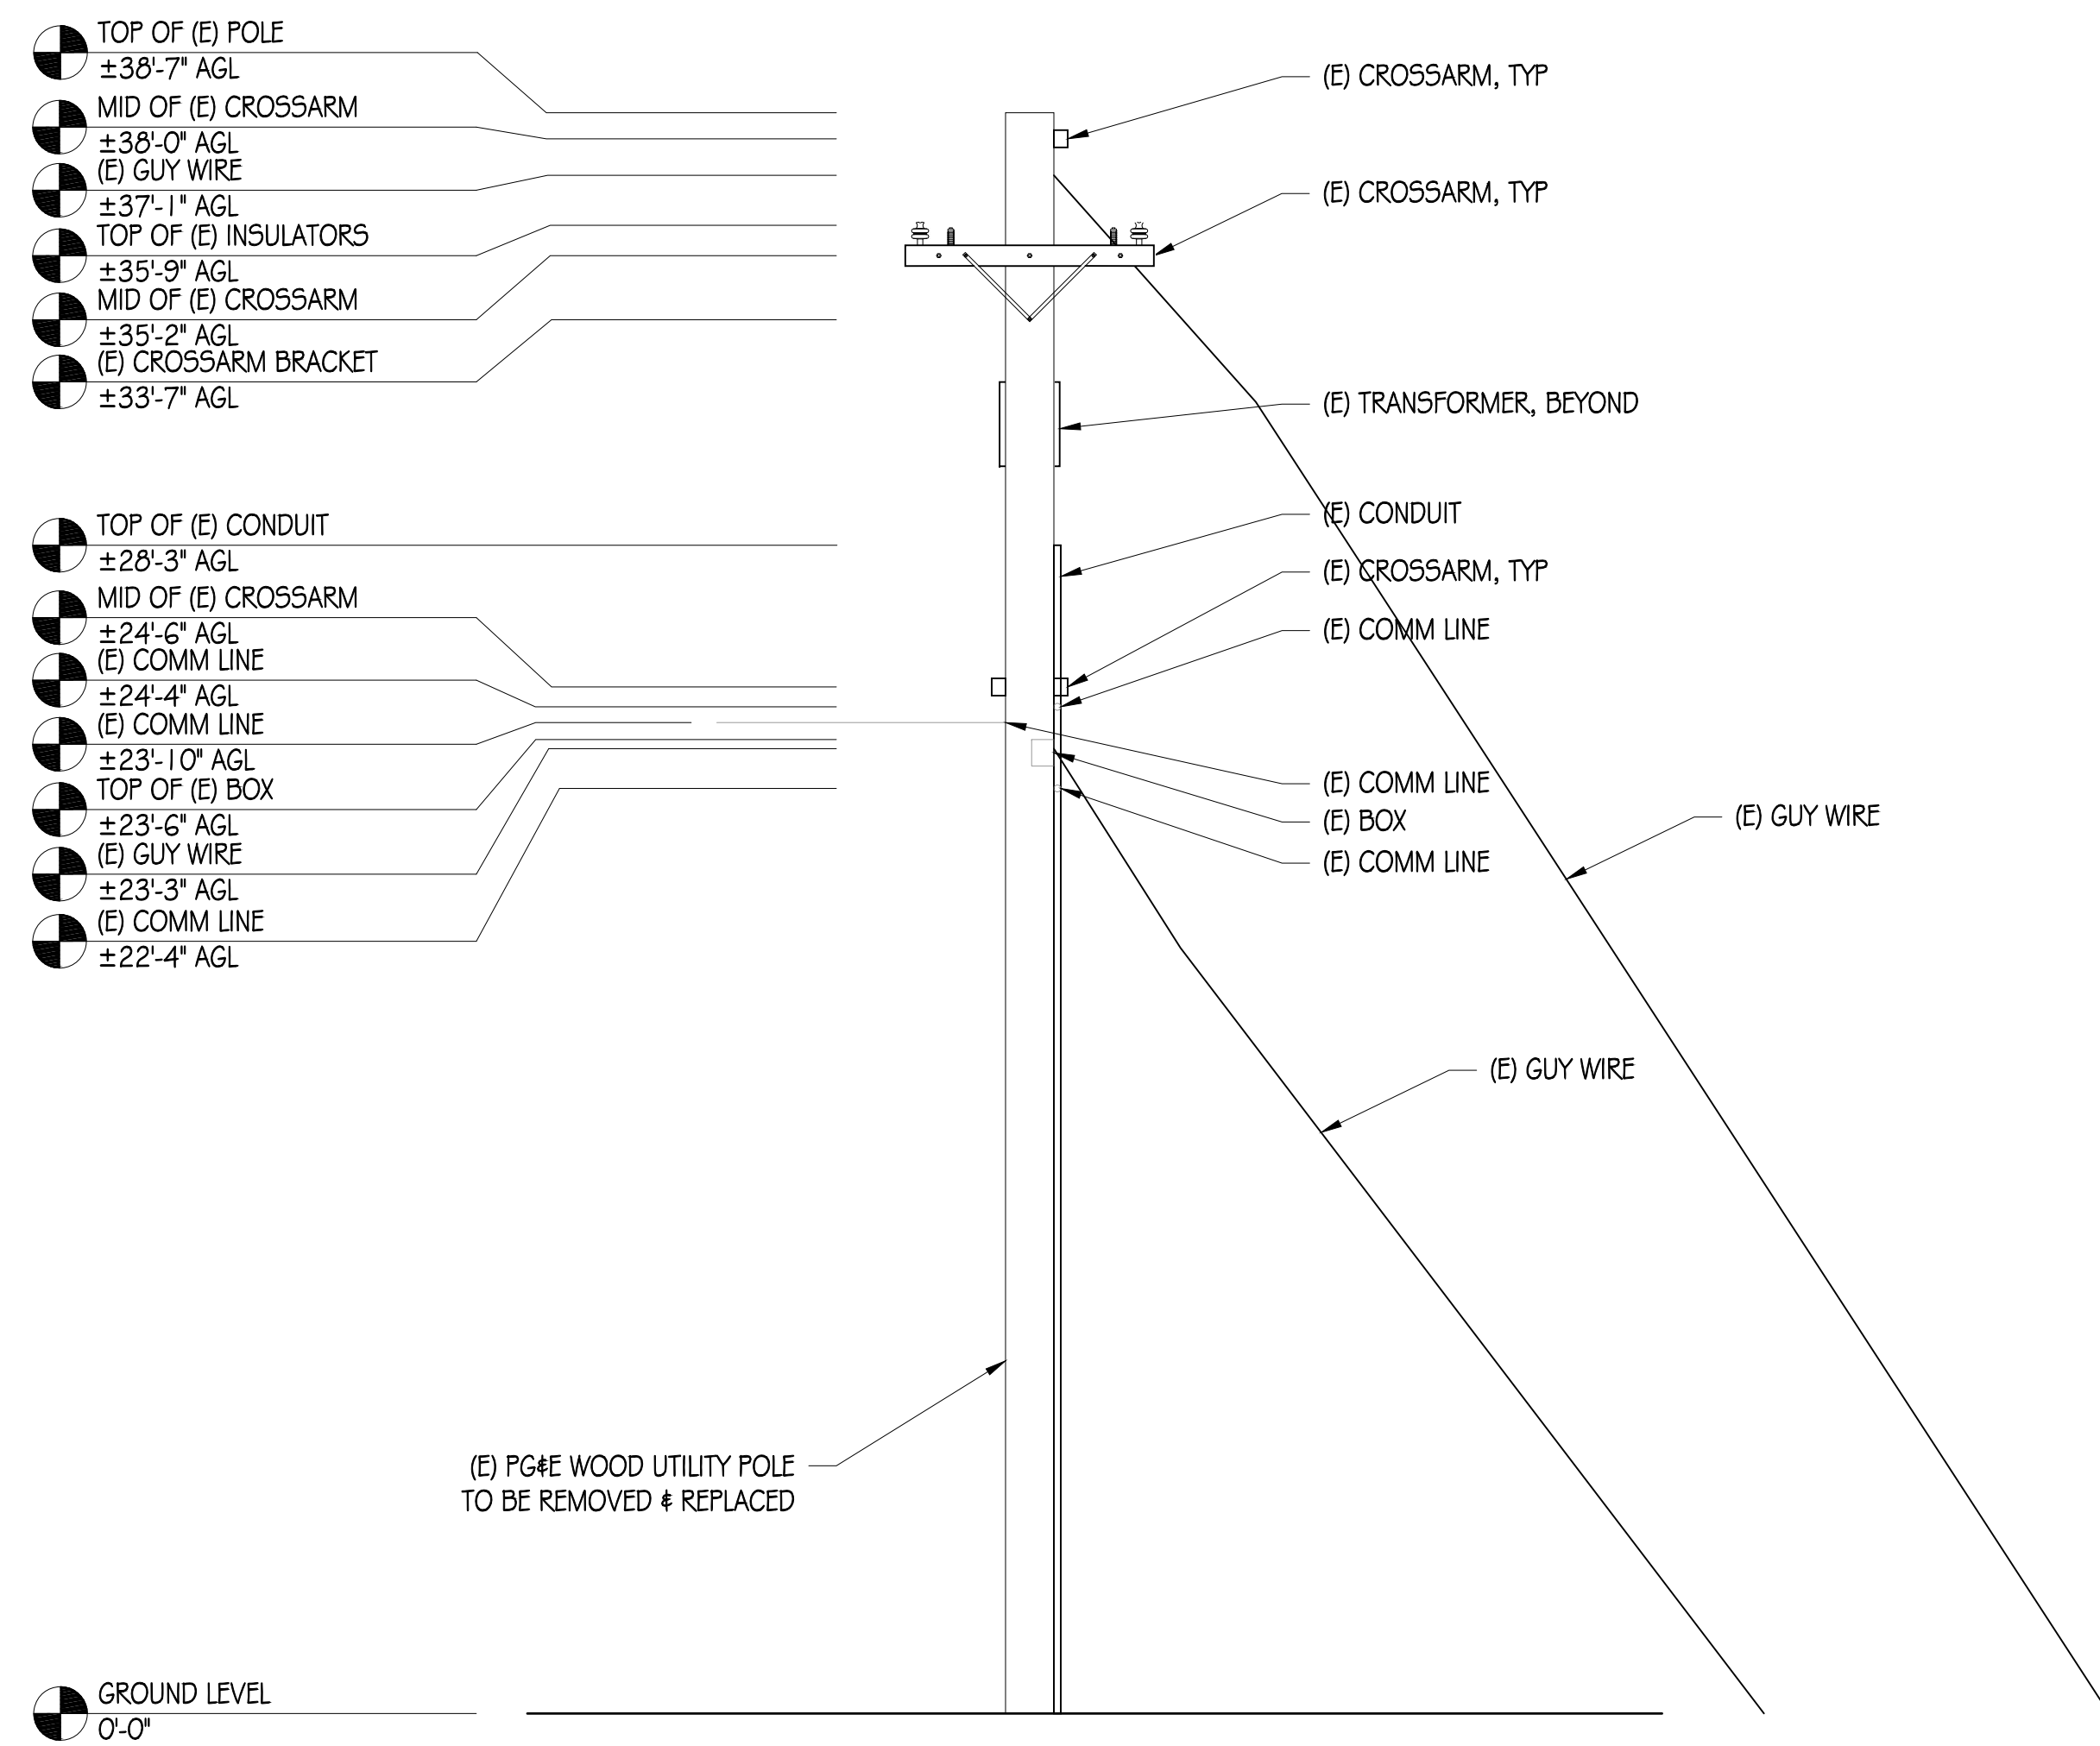 TOP OF (E) POLE
±38'-7" AGL
MID OF (E) CROSSARM
±38'-0" AGL
(E) GUY WIRE
±37'-1" AGL
TOP OF (E) INSULATORS
±35'-9" AGL
MID OF (E) CROSSARM
±35'-2" AGL
(E) CROSSARM BRACKET
±33'-7" AGL
TOP OF (E) CONDUIT
±28'-3" AGL
MID OF (E) CROSSARM
±24'-6" AGL
(E) COMM LINE
±24'-4" AGL
(E) COMM LINE
±23'-10" AGL
TOP OF (E) BOX
±23'-6" AGL
(E) GUY WIRE
±23'-3" AGL
(E) COMM LINE
±22'-4" AGL
(E) CROSSARM, TYP
(E) CROSSARM, TYP
(E) TRANSFORMER, BEYOND
(E) CONDUIT
(E) CROSSARM, TYP
(E) COMM LINE
(E) COMM LINE
(E) BOX
(E) COMM LINE
(E) GUY WIRE
(E) GUY WIRE
(E) PG&E WOOD UTILITY POLE
TO BE REMOVED & REPLACED
GROUND LEVEL
0'-0"